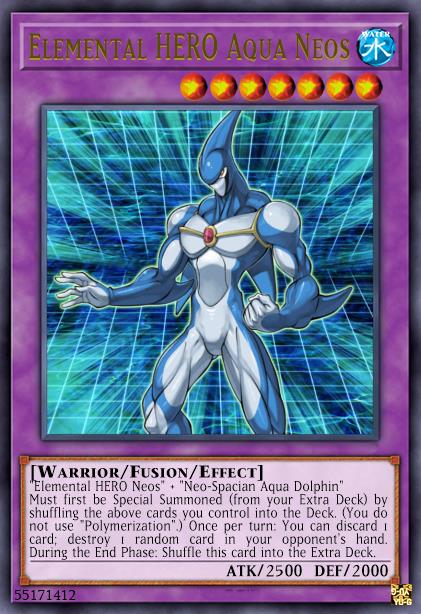 Elemental HERO Aqua Neos
WATER
水
[Warrior/Fusion/Effect]
"Elemental HERO Neos" + "Neo-Spacian Aqua Dolphin"
Must first be Special Summoned (from your Extra Deck) by
shuffling the above cards you control into the Deck. (You do
not use "Polymerization".) Once per turn: You can discard 1
card; destroy 1 random card in your opponent's hand.
During the End Phase: Shuffle this card into the Extra Deck.
ATK/2500 DEF/2000
55171412